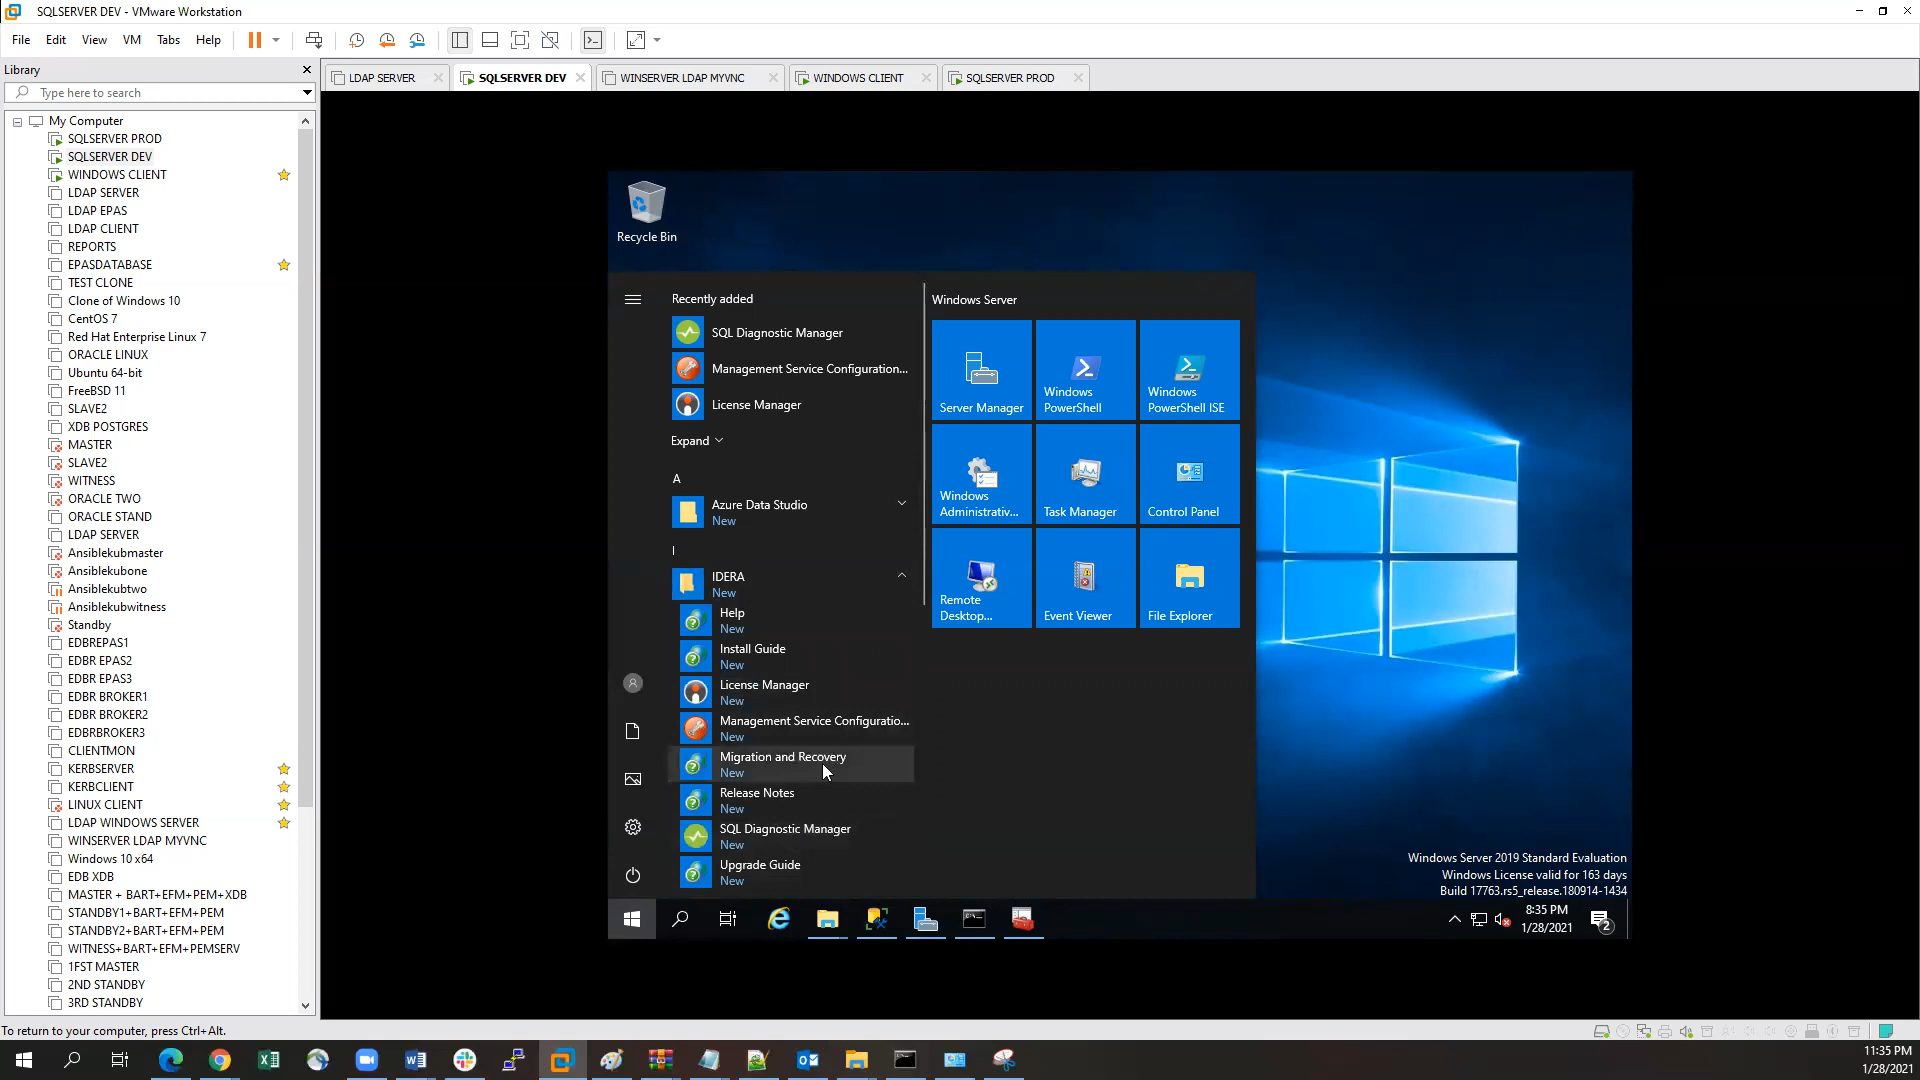 SQLSERVER DEV - VMware Workstation
File Edit View VM Tabs Help
Library
Type here to search
My Computer
SQLSERVER PROD
SQLSERVER DEV
WINDOWS CLIENT
LDAP SERVER
LDAP EPAS
LDAP CLIENT
REPORTS
EPASDATABASE
TEST CLONE
Clone of Windows 10
CentOS 7
Red Hat Enterprise Linux 7
ORACLE LINUX
Ubuntu 64-bit
FreeBSD 11
SLAVE2
XDB POSTGRES
MASTER
SLAVE2
WITNESS
ORACLE TWO
ORACLE STAND
LDAP SERVER
Ansiblekubmaster
Ansiblekubone
Ansiblekubtwo
Ansiblekubwitness
Standby
EDBREPAS1
EDBR EPAS2
EDBR EPAS3
EDBR BROKER1
EDBR BROKER2
EDBRBROKER3
CLIENTMON
KERBSERVER
KERBCLIENT
LINUX CLIENT
LDAP WINDOWS SERVER
WINSERVER LDAP MYVNC
Windows 10 x64
EDB XDB
MASTER + BART+EFM+PEM+XDB
STANDBY1+BART+EFM+PEM
STANDBY2+BART+EFM+PEM
WITNESS+BART+EFM+PEMSERV
1FST MASTER
2ND STANDBY
3RD STANDBY
LDAP SERVER SQLSERVER DEV WINSERVER LDAP MYVNC WINDOWS CLIENT SQLSERVER PROD
Recycle Bin
Recently added
SQL Diagnostic Manager
Management Service Configuration...
License Manager
Expand
A
Azure Data Studio
New
I
IDERA
New
Help
New
Install Guide
New
License Manager
New
Management Service Configuratio...
New
Migration and Recovery
New
Release Notes
New
SQL Diagnostic Manager
New
Upgrade Guide
New
Windows Server
Server Manager
Windows
PowerShell
Windows
PowerShell ISE
Windows
Administrativ...
Task Manager
Control Panel
Remote
Desktop...
Event Viewer
File Explorer
Windows Server 2019 Standard Evaluation
Windows License valid for 163 days
Build 17763.rs5_release.180914-1434
8:35 PM
1/28/2021
2
To return to your computer, press Ctrl+Alt.
11:35 PM
1/28/2021